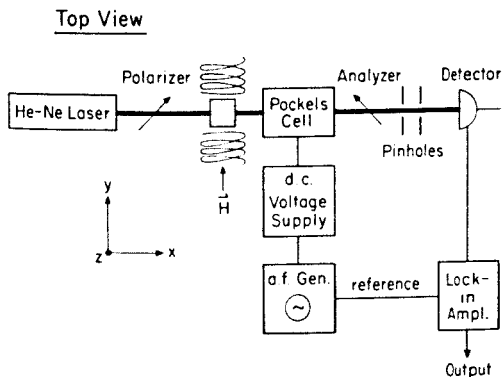 Top View
Polarizer
He-Ne Laser
H
Pockels
Cell
Analyzer
Pinholes
Detector
d.c.
Voltage
Supply
a.f. Gen.
~
reference
Lock-
in
Ampl.
Output
y
z
x